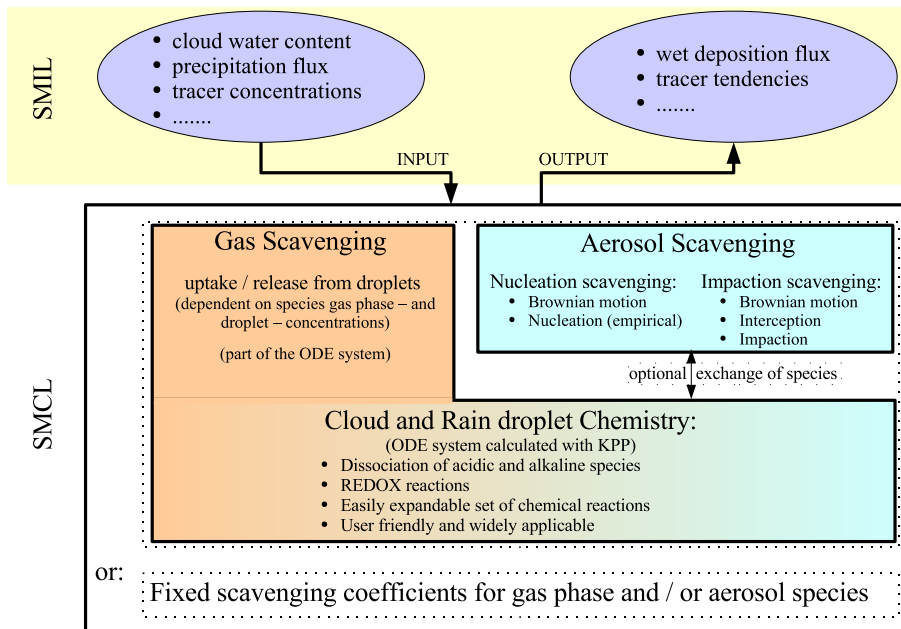 SMIL
• cloud water content
• precipitation flux
• tracer concentrations
• .......
• wet deposition flux
• tracer tendencies
• .......
INPUT
OUTPUT
SMCL
Gas Scavenging
uptake / release from droplets
(dependent on species gas phase – and
droplet – concentrations)
(part of the ODE system)
Aerosol Scavenging
Nucleation scavenging:
• Brownian motion
• Nucleation (empirical)
Impaction scavenging:
• Brownian motion
• Interception
• Impaction
optional exchange of species
Cloud and Rain droplet Chemistry:
(ODE system calculated with KPP)
• Dissociation of acidic and alkaline species
• REDOX reactions
• Easily expandable set of chemical reactions
• User friendly and widely applicable
or:
Fixed scavenging coefficients for gas phase and / or aerosol species